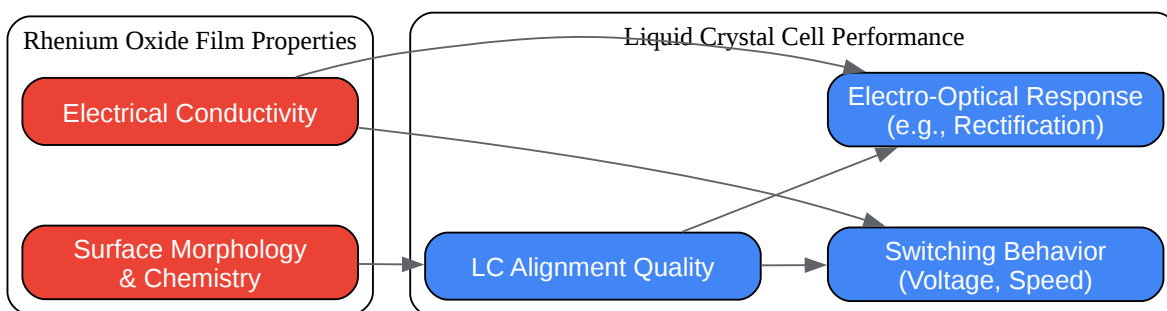 Rhenium Oxide Film Properties
Electrical Conductivity
Surface Morphology
& Chemistry
Liquid Crystal Cell Performance
Electro-Optical Response
(e.g., Rectification)
LC Alignment Quality
Switching Behavior
(Voltage, Speed)